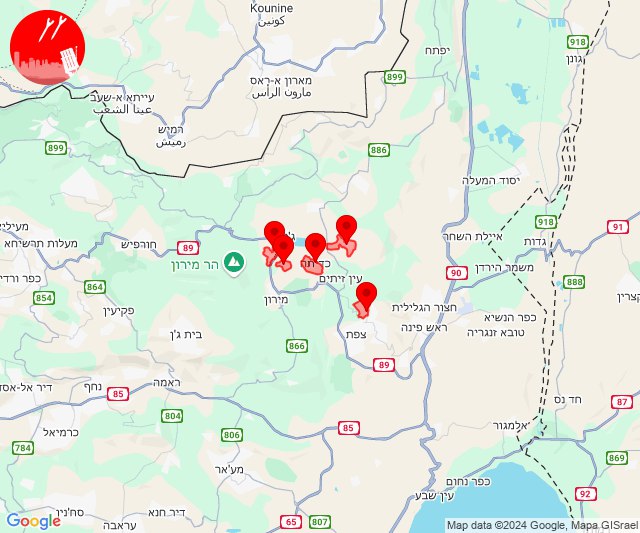 Kounine
كونين
918
גונן
יפתח
899
מארון א-ראס
مارون الرأس
עייתא א-שעב
عيتا الشعب
רמיש
رميش
899
886
יסוד המעלה
918
91
מעיליא
מעלות תרשיחא
חורפיש
89
איילת השחר
גדות
הר מירון
עין זיתים
90
משמר הירדן
888
קצרין
כפר ורדי
864
854
פקיעין
מירון
חצור הגלילית
כפר הנשיא
טובא זנגריה
ראש פינה
צפת
בית ג'ן
866
89
דיר אל-אסד
נחף
85
ראמה
804
87
חד נס
אלמגור
כרמיאל
784
806
85
869
מע'אר
כפר נחום
עין שבע
92
סח'נין
דיר חנא
עראבה
65
807
Google
Map data ©2024 Google, Mapa GISrael